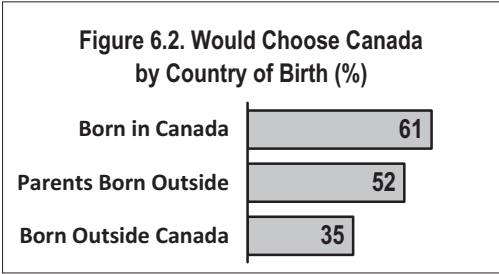 Figure 6.2. Would Choose Canada
by Country of Birth (%)
Born in Canada 61
Parents Born Outside 52
Born Outside Canada 35